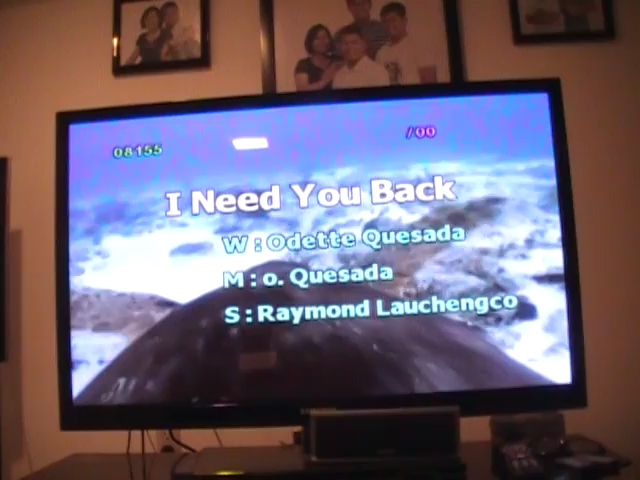 08155
/00
I Need You Back
W : Odette Quesada
M : o. Quesada
S : Raymond Lauchengco